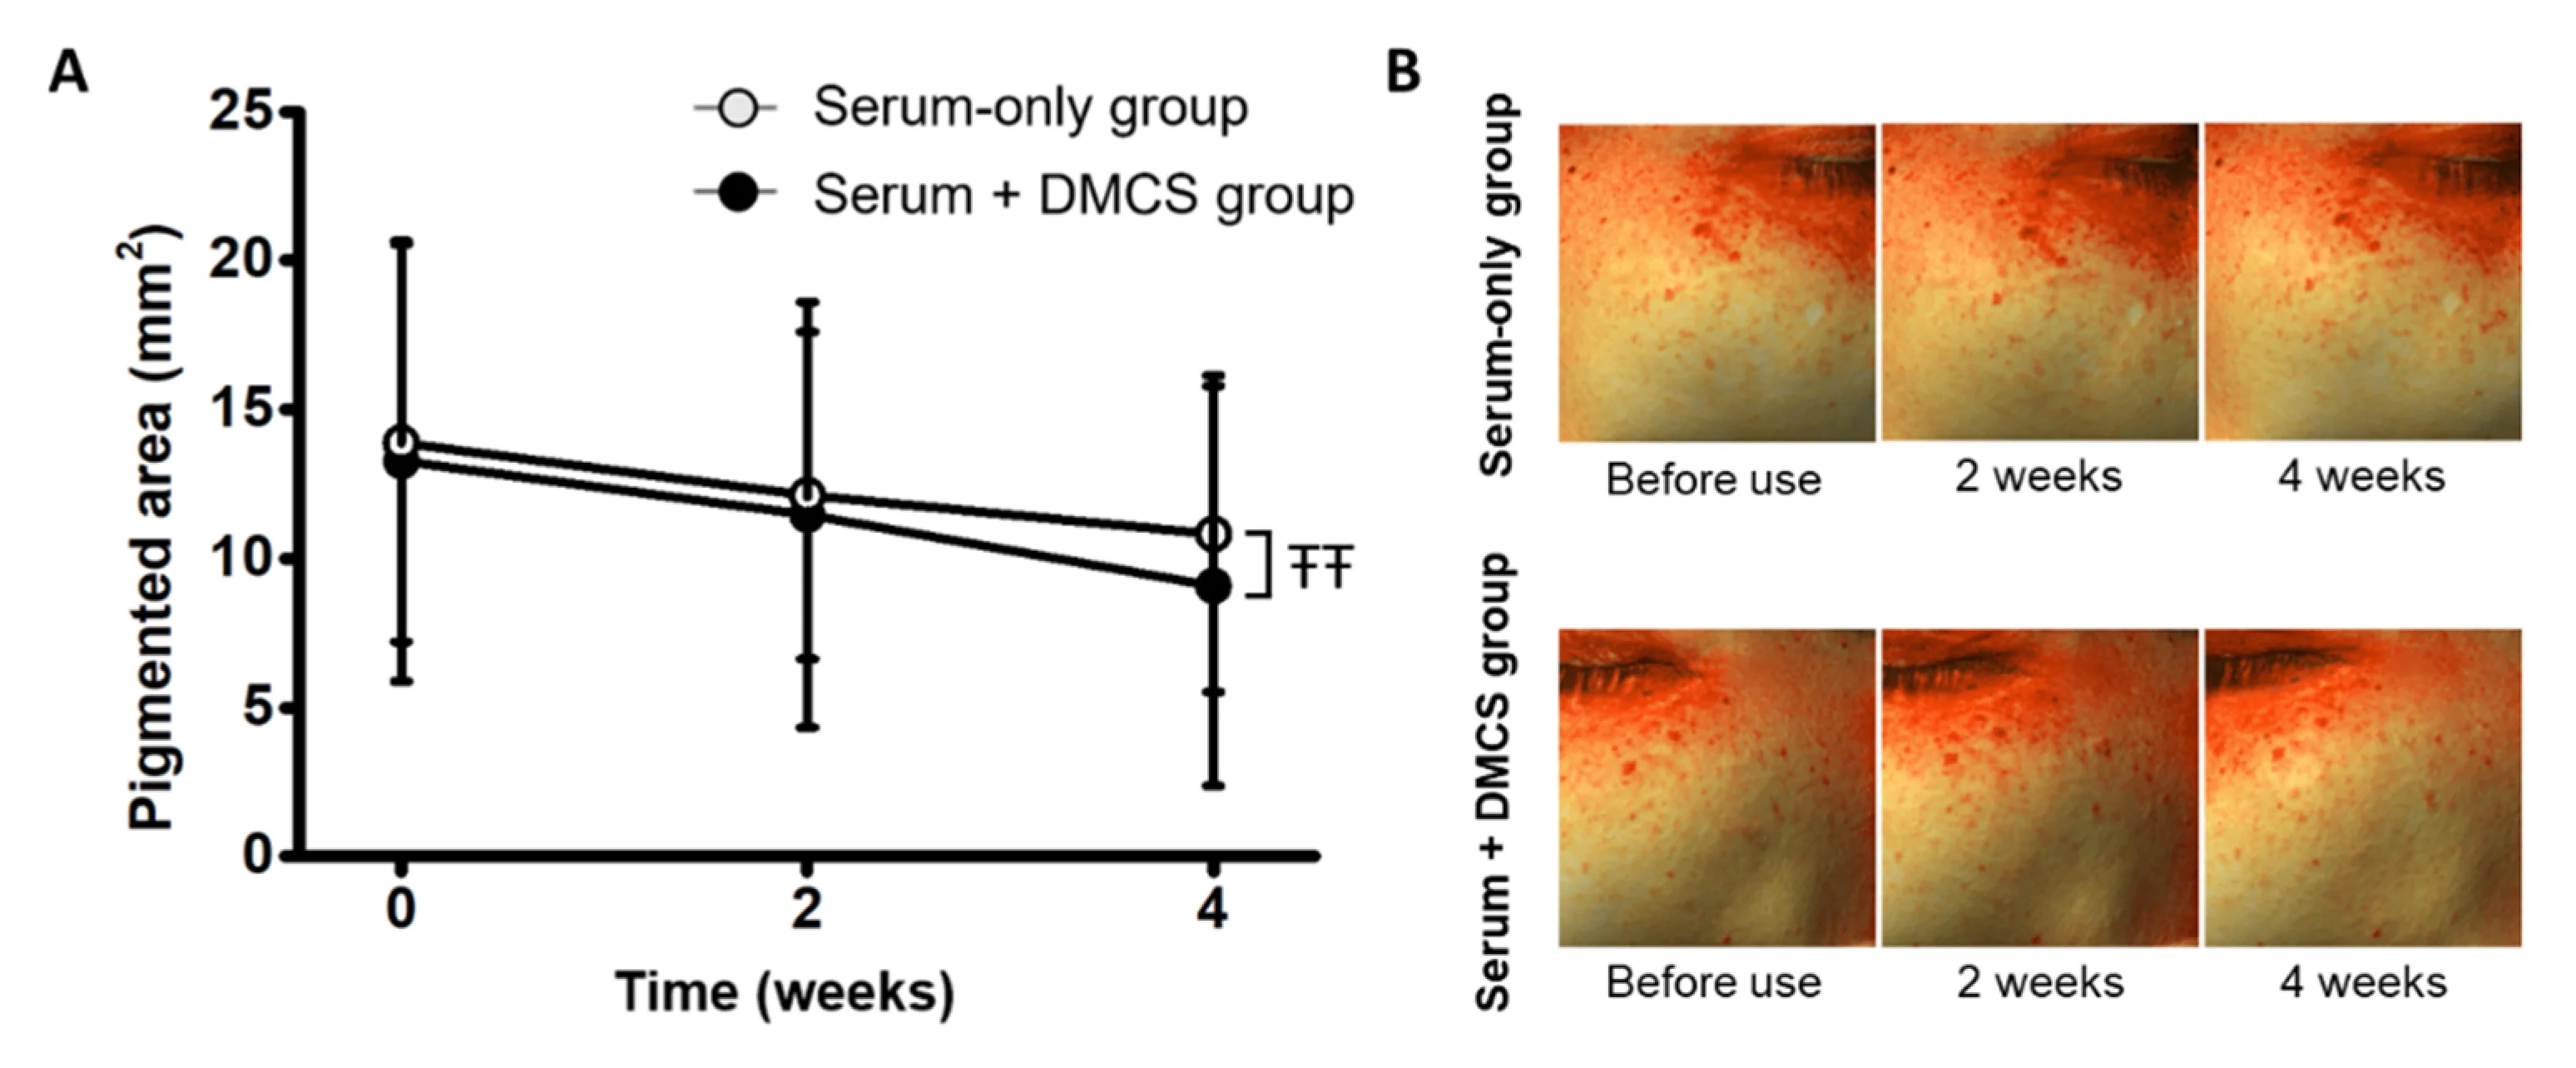 A
Serum-only group
Serum + DMCS group
Pigmented area (mm²)
25
20
15
10
5
0
ŦŦ
0
2
4
Time (weeks)
B
Serum-only group
Before use
2 weeks
4 weeks
Serum + DMCS group
Before use
2 weeks
4 weeks